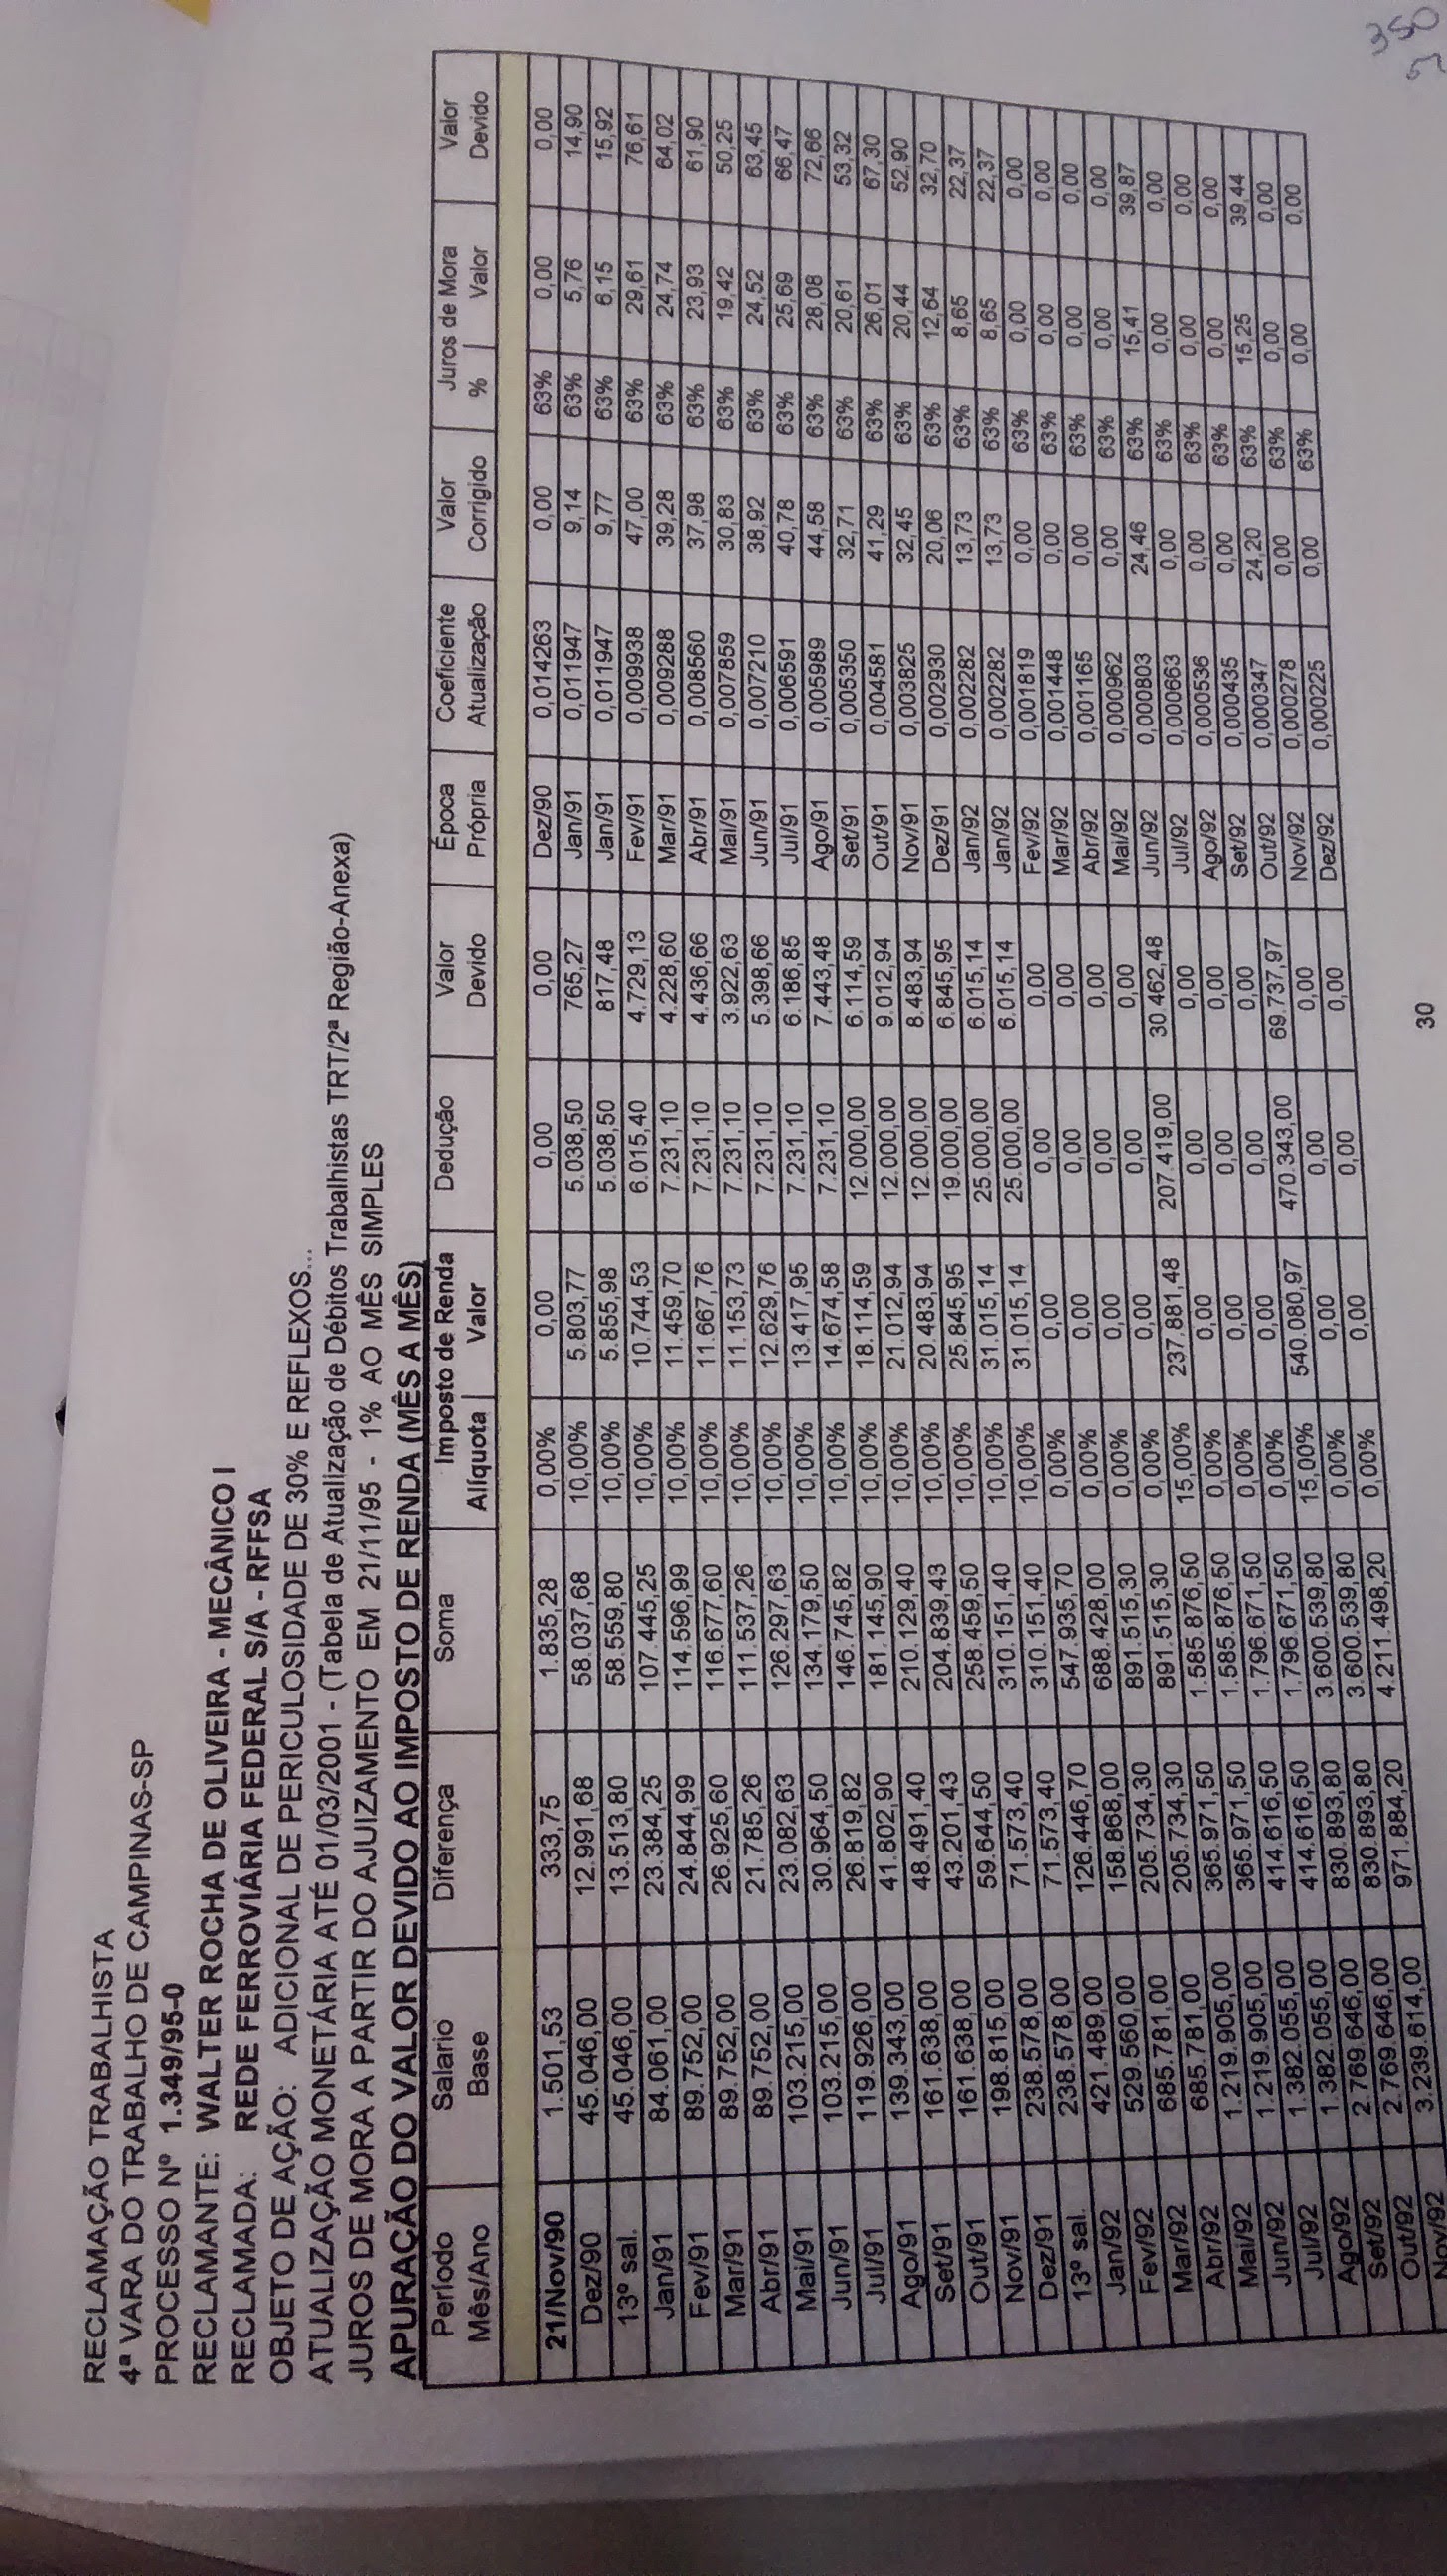 RECLAMAÇÃO TRABALHISTA
4ª VARA DO TRABALHO DE CAMPINAS-SP
PROCESSO Nº 1.349/95-0
RECLAMANTE: WALTER ROCHA DE OLIVEIRA - MECÂNICO I
RECLAMADA: REDE FERROVIÁRIA FEDERAL S/A - RFFSA
OBJETO DE AÇÃO: ADICIONAL DE PERICULOSIDADE DE 30% E REFLEXOS...
ATUALIZAÇÃO MONETÁRIA ATÉ 01/03/2001 - (Tabela de Atualização de Débitos Trabalhistas TRT/2ª Região-Anexa)
JUROS DE MORA A PARTIR DO AJUIZAMENTO EM 21/11/95 - 1% AO MÊS SIMPLES
APURAÇÃO DO VALOR DEVIDO AO IMPOSTO DE RENDA (MÊS A MÊS)
Período Salario Diferença Soma Imposto de Renda Dedução Valor Época Coeficiente Valor Juros de Mora Valor
Mês/Ano Base Alíquota Valor Devido Própria Atualização Corrigido % Valor Devido
21/Nov/90 1.501,53 333,75 1.835,28 0,00% 0,00 0,00 0,00 Dez/90 0,014263 0,00 63% 0,00 0,00
Dez/90 45.046,00 12.991,68 58.037,68 10,00% 5.803,77 5.038,50 765,27 Jan/91 0,011947 9,14 63% 5,76 14,90
13º sal. 45.046,00 13.513,80 58.559,80 10,00% 5.855,98 5.038,50 817,48 Jan/91 0,011947 9,77 63% 6,15 15,92
Jan/91 84.061,00 23.384,25 107.445,25 10,00% 10.744,53 6.015,40 4.729,13 Fev/91 0,009938 47,00 63% 29,61 76,61
Fev/91 89.752,00 24.844,99 114.596,99 10,00% 11.459,70 7.231,10 4.228,60 Mar/91 0,009288 39,28 63% 24,74 64,02
Mar/91 89.752,00 26.925,60 116.677,60 10,00% 11.667,76 7.231,10 4.436,66 Abr/91 0,008560 37,98 63% 23,93 61,90
Abr/91 89.752,00 21.785,26 111.537,26 10,00% 11.153,73 7.231,10 3.922,63 Mai/91 0,007859 30,83 63% 19,42 50,25
Mai/91 103.215,00 23.082,63 126.297,63 10,00% 12.629,76 7.231,10 5.398,66 Jun/91 0,007210 38,92 63% 24,52 63,45
Jun/91 103.215,00 30.964,50 134.179,50 10,00% 13.417,95 7.231,10 6.186,85 Jul/91 0,006591 40,78 63% 25,69 66,47
Jul/91 119.926,00 26.819,82 146.745,82 10,00% 14.674,58 7.231,10 7.443,48 Ago/91 0,005989 44,58 63% 28,08 72,66
Ago/91 139.343,00 41.802,90 181.145,90 10,00% 18.114,59 12.000,00 6.114,59 Set/91 0,005350 32,71 63% 20,61 53,32
Set/91 161.638,00 48.491,40 210.129,40 10,00% 21.012,94 12.000,00 9.012,94 Out/91 0,004581 41,29 63% 26,01 67,30
Out/91 161.638,00 43.201,43 204.839,43 10,00% 20.483,94 12.000,00 8.483,94 Nov/91 0,003825 32,45 63% 20,44 52,90
Nov/91 198.815,00 59.644,50 258.459,50 10,00% 25.845,95 19.000,00 6.845,95 Dez/91 0,002930 20,06 63% 12,64 32,70
Dez/91 238.578,00 71.573,40 310.151,40 10,00% 31.015,14 25.000,00 6.015,14 Jan/92 0,002282 13,73 63% 8,65 22,37
13º sal. 238.578,00 71.573,40 310.151,40 10,00% 31.015,14 25.000,00 6.015,14 Jan/92 0,002282 13,73 63% 8,65 22,37
Jan/92 421.489,00 126.446,70 547.935,70 0,00% 0,00 0,00 0,00 Fev/92 0,001819 0,00 63% 0,00 0,00
Fev/92 529.560,00 158.868,00 688.428,00 0,00% 0,00 0,00 0,00 Mar/92 0,001448 0,00 63% 0,00 0,00
Mar/92 685.781,00 205.734,30 891.515,30 0,00% 0,00 0,00 0,00 Abr/92 0,001165 0,00 63% 0,00 0,00
Abr/92 685.781,00 205.734,30 891.515,30 0,00% 0,00 0,00 0,00 Mai/92 0,000962 0,00 63% 0,00 0,00
Mai/92 1.219.905,00 365.971,50 1.585.876,50 15,00% 237.881,48 207.419,00 30.462,48 Jun/92 0,000803 24,46 63% 15,41 39,87
Jun/92 1.219.905,00 365.971,50 1.585.876,50 0,00% 0,00 0,00 0,00 Jul/92 0,000663 0,00 63% 0,00 0,00
Jul/92 1.382.055,00 414.616,50 1.796.671,50 0,00% 0,00 0,00 0,00 Ago/92 0,000536 0,00 63% 0,00 0,00
Ago/92 1.382.055,00 414.616,50 1.796.671,50 0,00% 0,00 0,00 0,00 Set/92 0,000435 0,00 63% 0,00 0,00
Set/92 2.769.646,00 830.893,80 3.600.539,80 15,00% 540.080,97 470.343,00 69.737,97 Out/92 0,000347 24,20 63% 15,25 39,44
Out/92 2.769.646,00 830.893,80 3.600.539,80 0,00% 0,00 0,00 0,00 Nov/92 0,000278 0,00 63% 0,00 0,00
Nov/92 3.239.614,00 971.884,20 4.211.498,20 0,00% 0,00 0,00 0,00 Dez/92 0,000225 0,00 63% 0,00 0,00
30
350